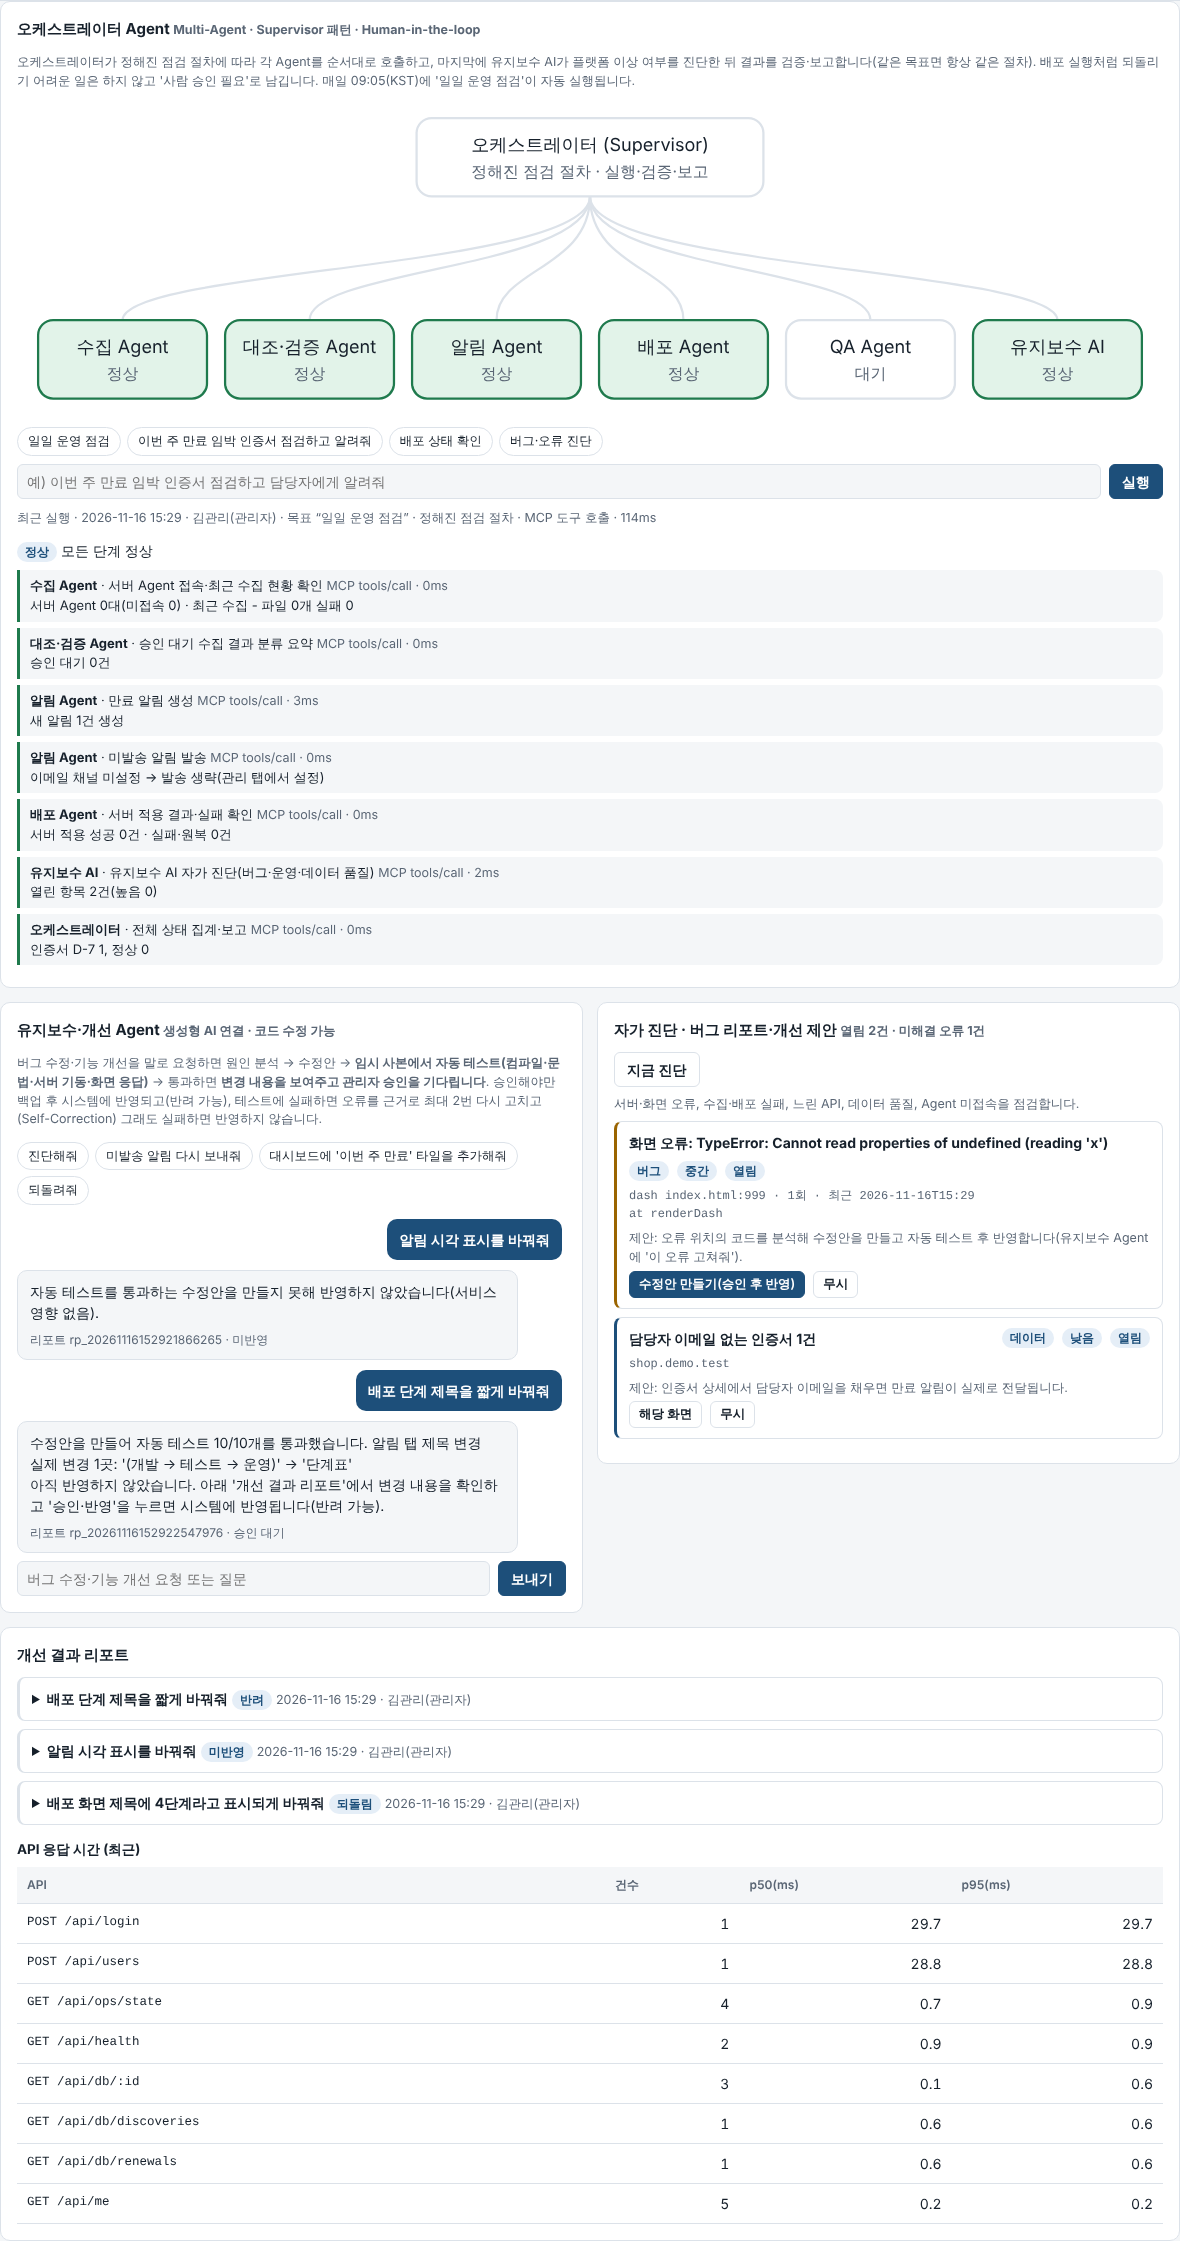 오케스트레이터 Agent Multi-Agent · Supervisor 패턴 · Human-in-the-loop
오케스트레이터가 정해진 점검 절차에 따라 각 Agent를 순서대로 호출하고, 마지막에 유지보수 AI가 플랫폼 이상 여부를 진단한 뒤 결과를 검증·보고합니다(같은 목표면 항상 같은 절차). 배포 실행처럼 되돌리
기 어려운 일은 하지 않고 '사람 승인 필요'로 남깁니다. 매일 09:05(KST)에 '일일 운영 점검'이 자동 실행됩니다.
오케스트레이터 (Supervisor)
정해진 점검 절차 · 실행·검증·보고
수집 Agent
정상
대조·검증 Agent
정상
알림 Agent
정상
배포 Agent
정상
QA Agent
대기
유지보수 AI
정상
일일 운영 점검
이번 주 만료 임박 인증서 점검하고 알려줘
배포 상태 확인
버그·오류 진단
예) 이번 주 만료 임박 인증서 점검하고 담당자에게 알려줘
실행
최근 실행 · 2026-11-16 15:29 · 김관리(관리자) · 목표 “일일 운영 점검” · 정해진 점검 절차 · MCP 도구 호출 · 114ms
정상 모든 단계 정상
수집 Agent · 서버 Agent 접속·최근 수집 현황 확인 MCP tools/call · 0ms
서버 Agent 0대(미접속 0) · 최근 수집 - 파일 0개 실패 0
대조·검증 Agent · 승인 대기 수집 결과 분류 요약 MCP tools/call · 0ms
승인 대기 0건
알림 Agent · 만료 알림 생성 MCP tools/call · 3ms
새 알림 1건 생성
알림 Agent · 미발송 알림 발송 MCP tools/call · 0ms
이메일 채널 미설정 → 발송 생략(관리 탭에서 설정)
배포 Agent · 서버 적용 결과·실패 확인 MCP tools/call · 0ms
서버 적용 성공 0건 · 실패·원복 0건
유지보수 AI · 유지보수 AI 자가 진단(버그·운영·데이터 품질) MCP tools/call · 2ms
열린 항목 2건(높음 0)
오케스트레이터 · 전체 상태 집계·보고 MCP tools/call · 0ms
인증서 D-7 1, 정상 0
유지보수·개선 Agent 생성형 AI 연결 · 코드 수정 가능
버그 수정·기능 개선을 말로 요청하면 원인 분석 → 수정안 → 임시 사본에서 자동 테스트(컴파일·문
법·서버 기동·화면 응답) → 통과하면 변경 내용을 보여주고 관리자 승인을 기다립니다. 승인해야만
백업 후 시스템에 반영되고(반려 가능), 테스트에 실패하면 오류를 근거로 최대 2번 다시 고치고
(Self-Correction) 그래도 실패하면 반영하지 않습니다.
진단해줘
미발송 알림 다시 보내줘
대시보드에 '이번 주 만료' 타일을 추가해줘
되돌려줘
알림 시각 표시를 바꿔줘
자동 테스트를 통과하는 수정안을 만들지 못해 반영하지 않았습니다(서비스
영향 없음).
리포트 rp_20261116152921866265 · 미반영
배포 단계 제목을 짧게 바꿔줘
수정안을 만들어 자동 테스트 10/10개를 통과했습니다. 알림 탭 제목 변경
실제 변경 1곳: '(개발 → 테스트 → 운영)' → '단계표'
아직 반영하지 않았습니다. 아래 '개선 결과 리포트'에서 변경 내용을 확인하
고 '승인·반영'을 누르면 시스템에 반영됩니다(반려 가능).
리포트 rp_20261116152922547976 · 승인 대기
버그 수정·기능 개선 요청 또는 질문
보내기
자가 진단 · 버그 리포트·개선 제안 열림 2건 · 미해결 오류 1건
지금 진단
서버·화면 오류, 수집·배포 실패, 느린 API, 데이터 품질, Agent 미접속을 점검합니다.
화면 오류: TypeError: Cannot read properties of undefined (reading 'x')
버그 중간 열림
dash index.html:999 · 1회 · 최근 2026-11-16T15:29
at renderDash
제안: 오류 위치의 코드를 분석해 수정안을 만들고 자동 테스트 후 반영합니다(유지보수 Agent
에 '이 오류 고쳐줘').
수정안 만들기(승인 후 반영)
무시
담당자 이메일 없는 인증서 1건
데이터 낮음 열림
shop.demo.test
제안: 인증서 상세에서 담당자 이메일을 채우면 만료 알림이 실제로 전달됩니다.
해당 화면
무시
개선 결과 리포트
▶ 배포 단계 제목을 짧게 바꿔줘 반려 2026-11-16 15:29 · 김관리(관리자)
▶ 알림 시각 표시를 바꿔줘 미반영 2026-11-16 15:29 · 김관리(관리자)
▶ 배포 화면 제목에 4단계라고 표시되게 바꿔줘 되돌림 2026-11-16 15:29 · 김관리(관리자)
API 응답 시간 (최근)
API 건수 p50(ms) p95(ms)
POST /api/login 1 29.7 29.7
POST /api/users 1 28.8 28.8
GET /api/ops/state 4 0.7 0.9
GET /api/health 2 0.9 0.9
GET /api/db/:id 3 0.1 0.6
GET /api/db/discoveries 1 0.6 0.6
GET /api/db/renewals 1 0.6 0.6
GET /api/me 5 0.2 0.2